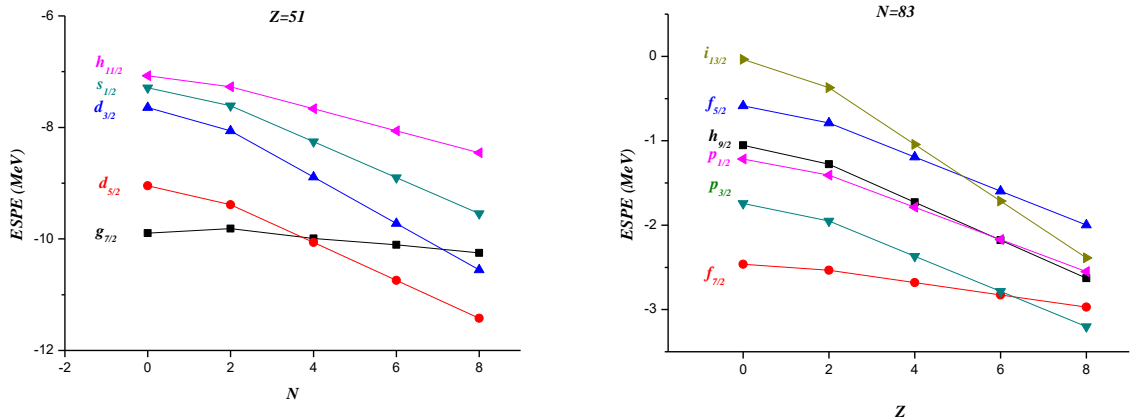 Z=51
-6
-8
-10
-12
ESPE (MeV)
h11/2
s1/2
d3/2
d5/2
g7/2
-2
0
2
4
6
8
N
N=83
0
-1
-2
-3
ESPE (MeV)
i13/2
f5/2
h9/2
p1/2
p3/2
f7/2
0
2
4
6
8
Z